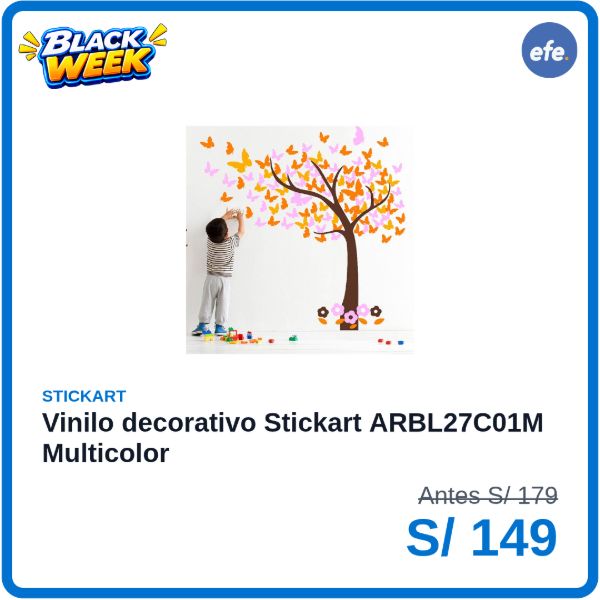 BLACK
WEEK
efe.
STICKART
Vinilo decorativo Stickart ARBL27C01M
Multicolor
Antes S/ 179
S/ 149